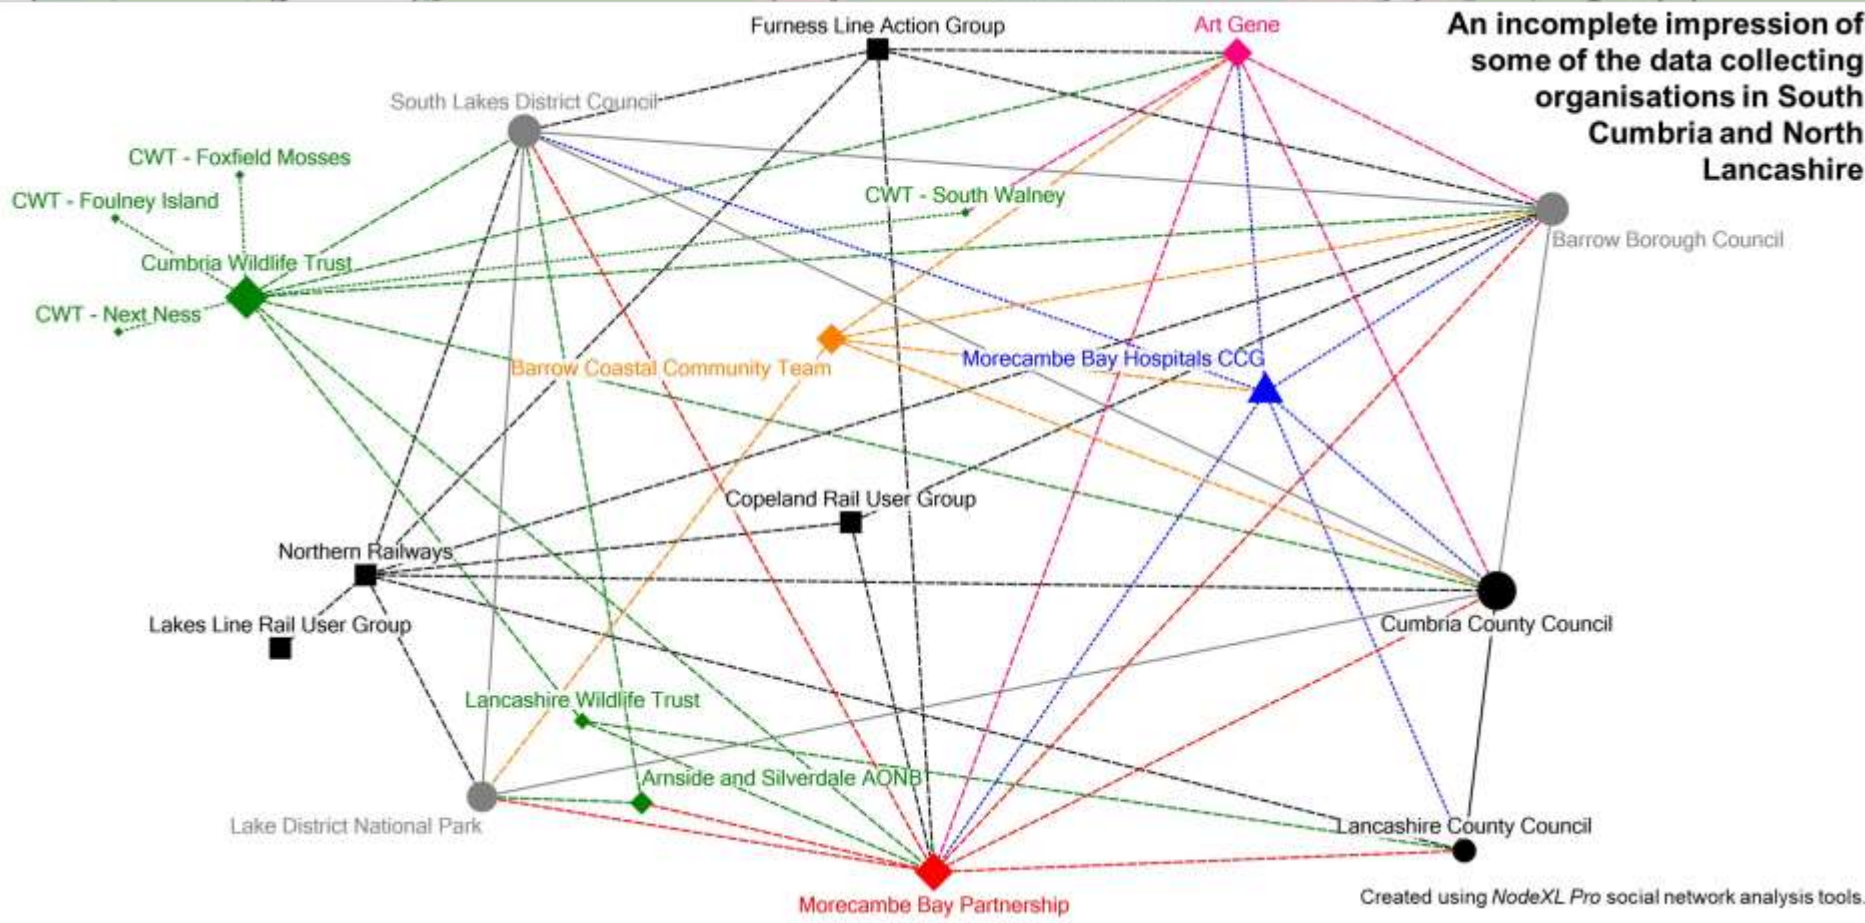 Furness Line Action Group
Art Gene
An incomplete impression of
some of the data collecting
organisations in South
Cumbria and North
Lancashire
South Lakes District Council
CWT - Foxfield Mosses
CWT - Foulney Island
CWT - South Walney
Barrow Borough Council
Cumbria Wildlife Trust
CWT - Next Ness
Barrow Coastal Community Team
Morecambe Bay Hospitals CCG
Copeland Rail User Group
Northern Railways
Lakes Line Rail User Group
Cumbria County Council
Lancashire Wildlife Trust
Arnside and Silverdale AONB
Lake District National Park
Lancashire County Council
Morecambe Bay Partnership
Created using NodeXL Pro social network analysis tools.